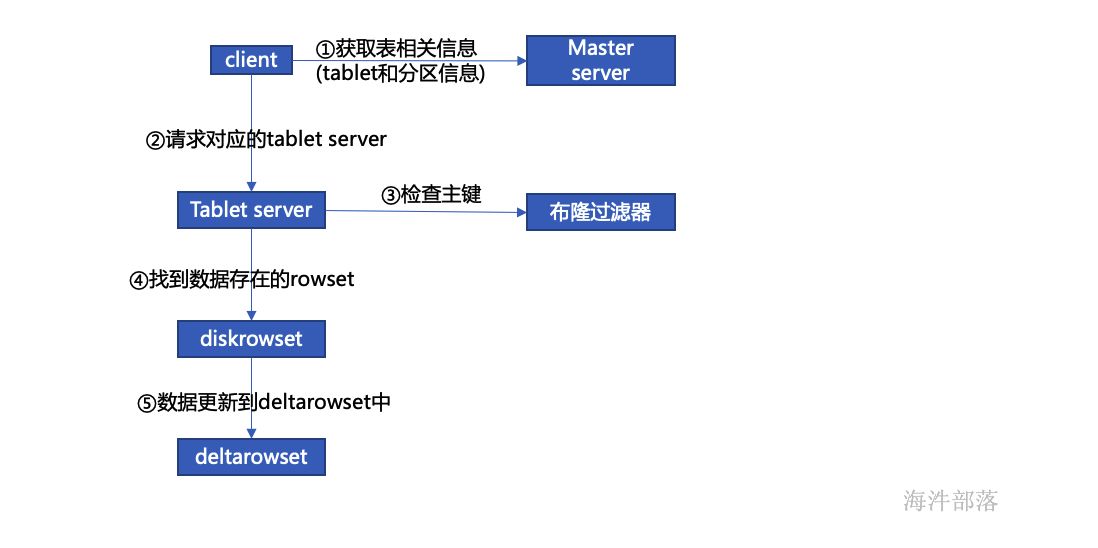 client
①获取表相关信息
(tablet和分区信息)
Master
server
②请求对应的tablet server
Tablet server
③检查主键
布隆过滤器
④找到数据存在的rowset
diskrowset
⑤数据更新到deltarowset中
deltarowset
海汼部落